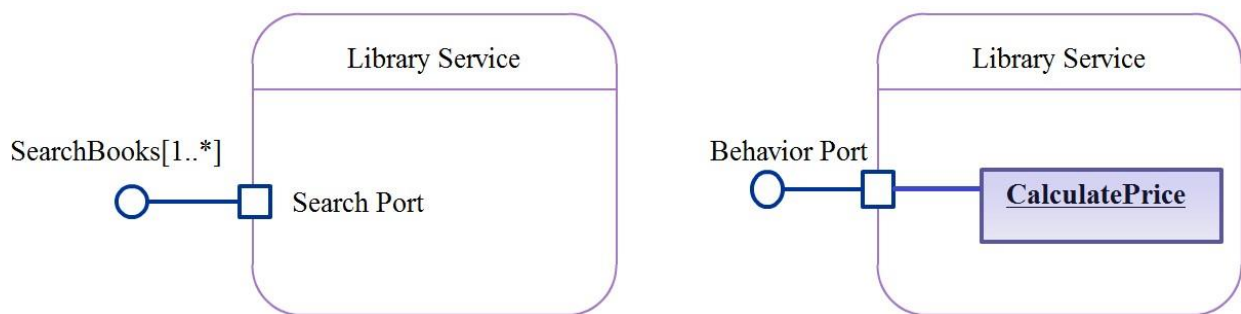 Library Service
SearchBooks[1..*]
Search Port
Library Service
Behavior Port
CalculatePrice